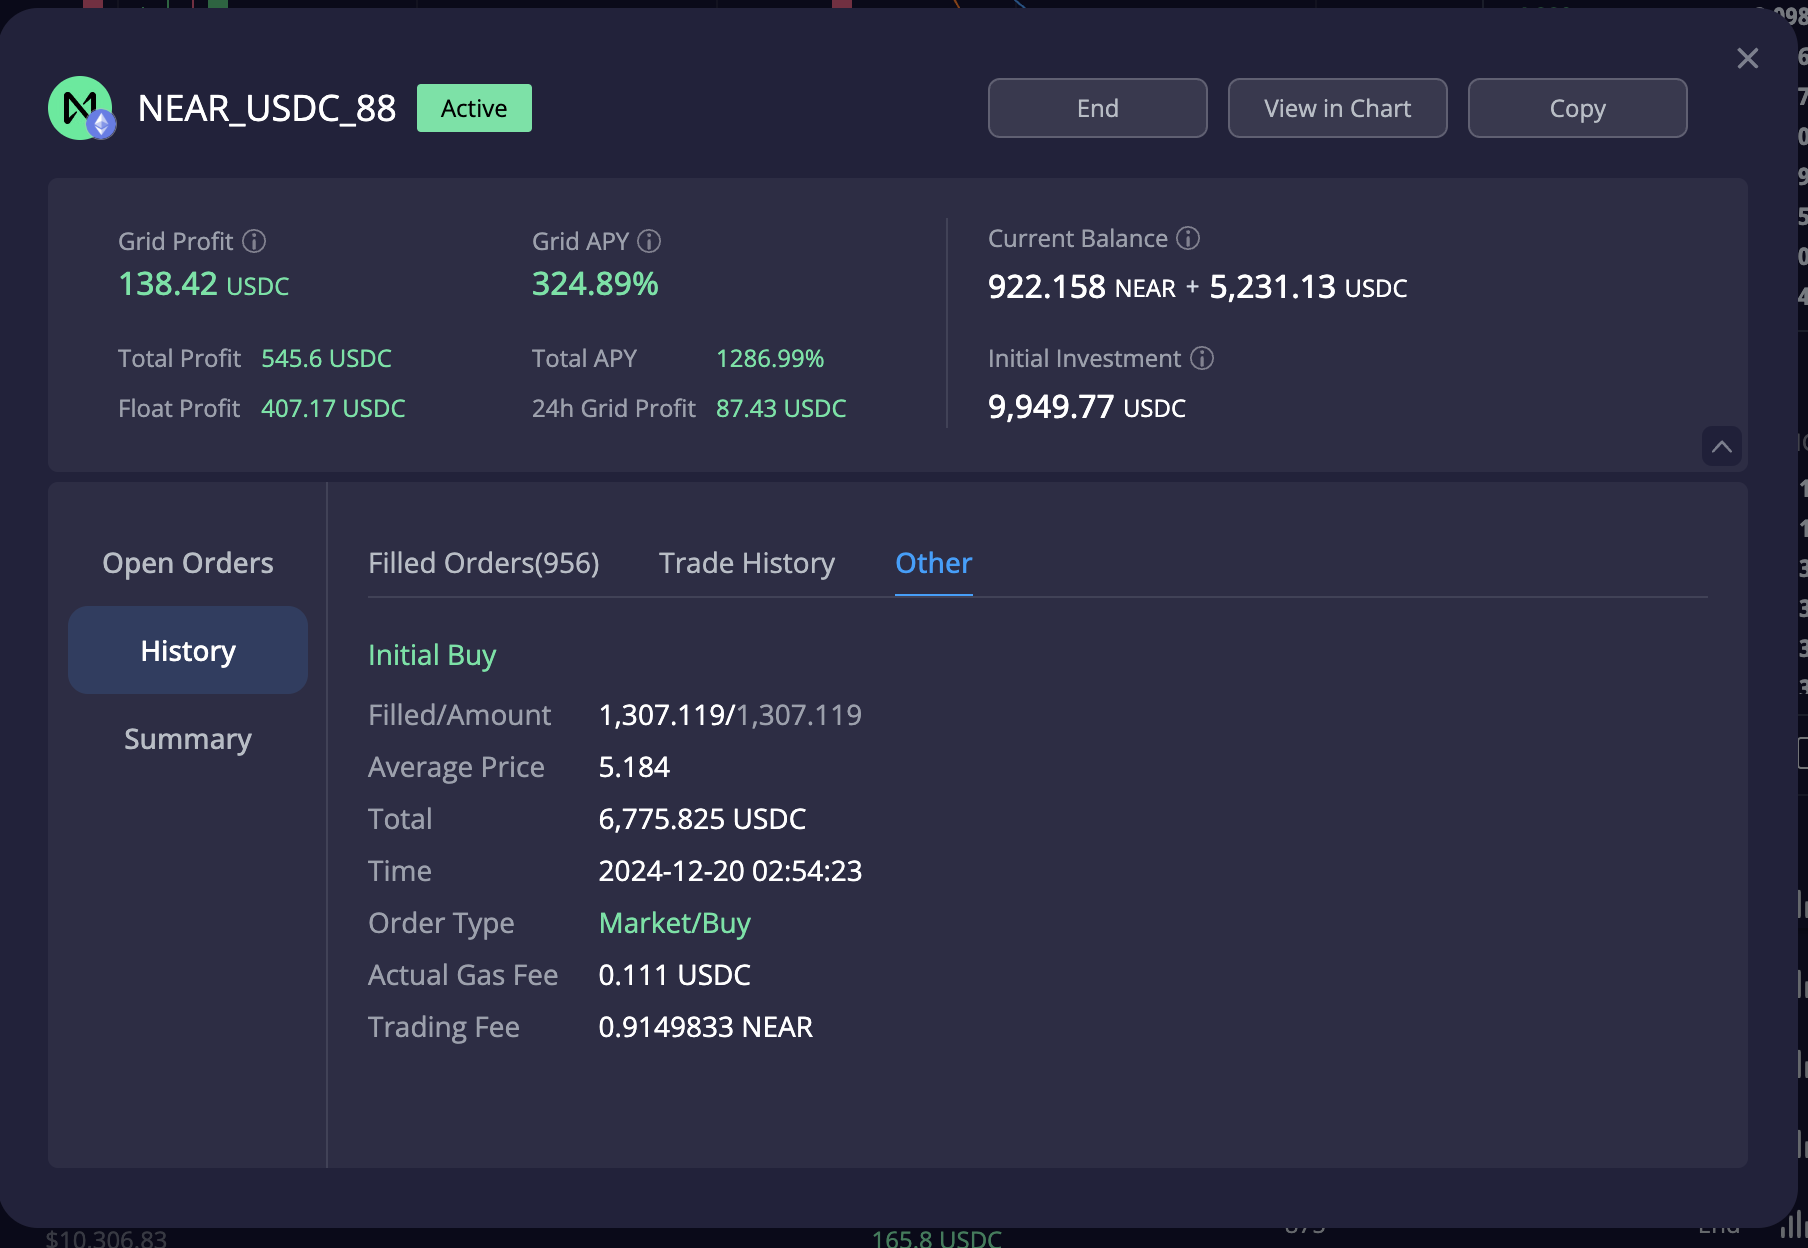 NEAR_USDC_88 Active End View in Chart Copy
Grid Profit Grid APY Current Balance
138.42 USDC 324.89% 922.158 NEAR + 5,231.13 USDC
Total Profit 545.6 USDC Total APY 1286.99% Initial Investment
Float Profit 407.17 USDC 24h Grid Profit 87.43 USDC 9,949.77 USDC
Open Orders
History
Summary
Filled Orders(956) Trade History Other
Initial Buy
Filled/Amount 1,307.119/1,307.119
Average Price 5.184
Total 6,775.825 USDC
Time 2024-12-20 02:54:23
Order Type Market/Buy
Actual Gas Fee 0.111 USDC
Trading Fee 0.9149833 NEAR
$10,306.83 165.8 USDC End